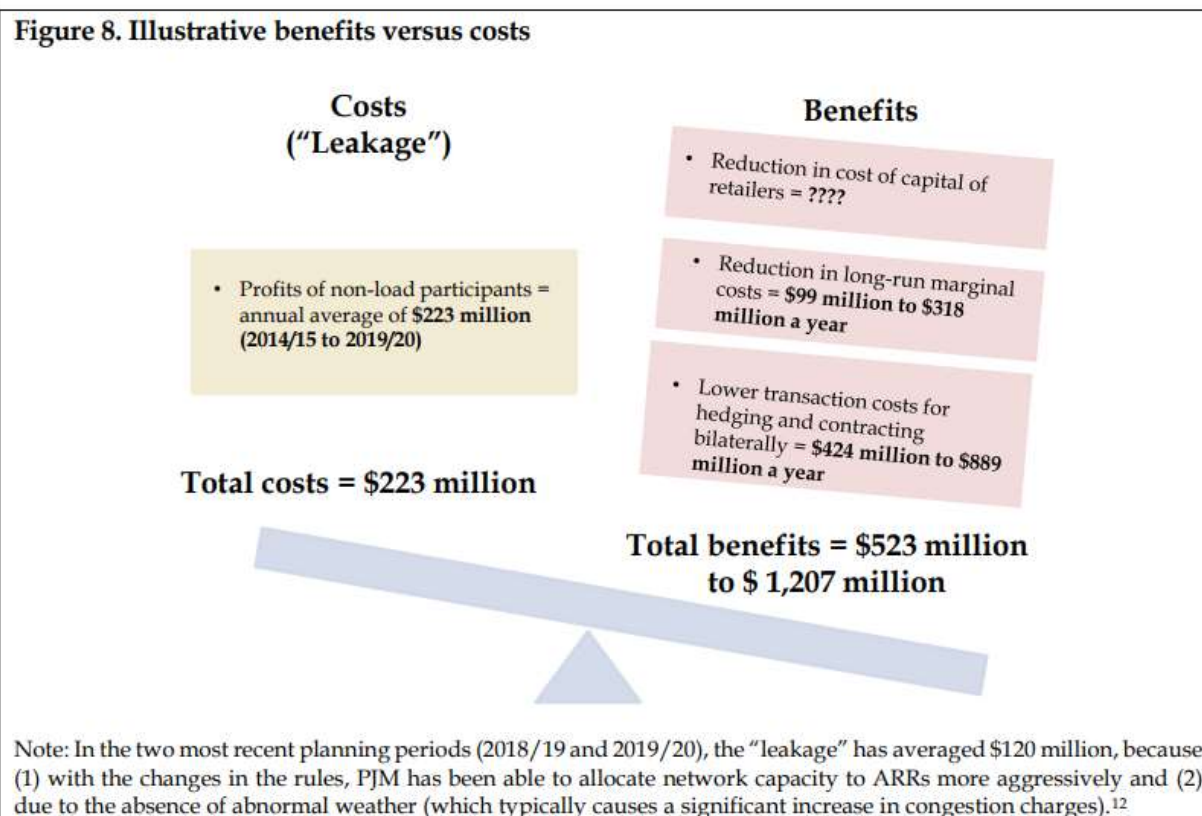 Figure 8. Illustrative benefits versus costs
Costs
("Leakage")
• Profits of non-load participants =
annual average of $223 million
(2014/15 to 2019/20)
Total costs = $223 million
Benefits
• Reduction in cost of capital of
retailers = ????
• Reduction in long-run marginal
costs = $99 million to $318
million a year
• Lower transaction costs for
hedging and contracting
bilaterally = $424 million to $889
million a year
Total benefits = $523 million
to $ 1,207 million
Note: In the two most recent planning periods (2018/19 and 2019/20), the "leakage" has averaged $120 million, because
(1) with the changes in the rules, PJM has been able to allocate network capacity to ARRs more aggressively and (2)
due to the absence of abnormal weather (which typically causes a significant increase in congestion charges).12